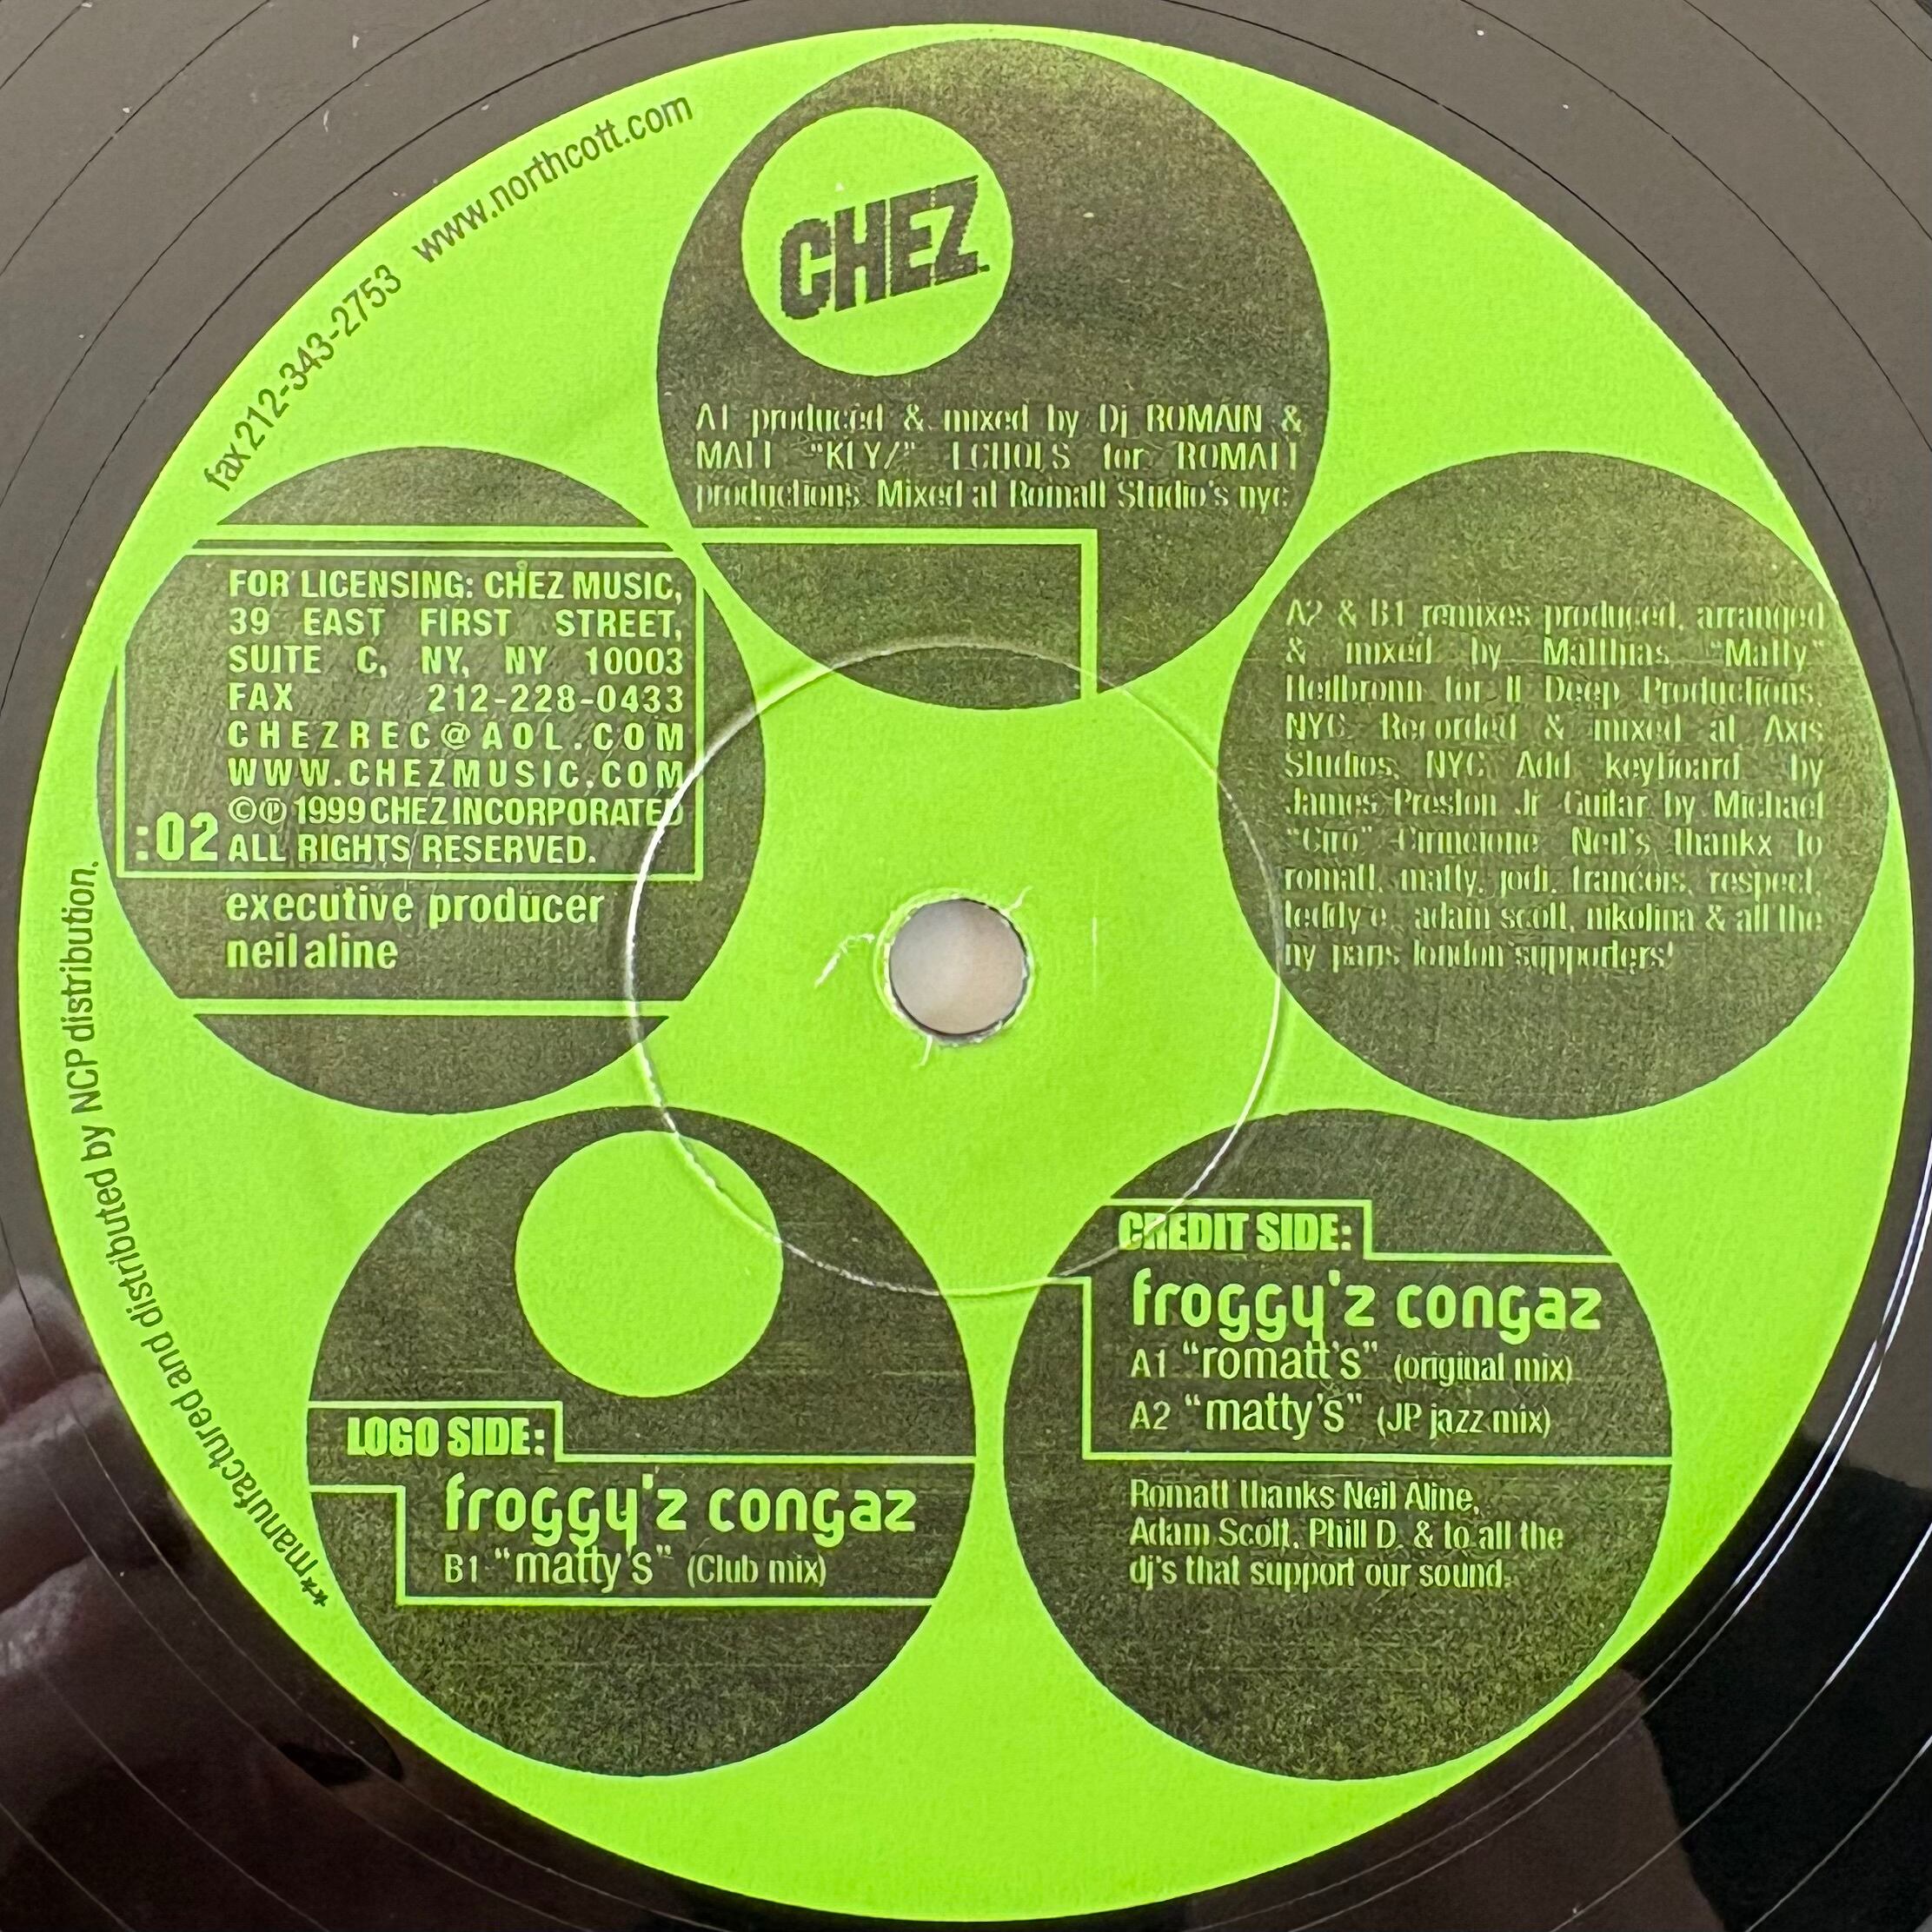 CHEZ
A1 produced & mixed by Dj ROMAIN &
MATT "KEYZ" ECHOLS for ROMATT
productions. Mixed at Romatt Studio's nyc.
fax 212-343-2753 www.northcott.com
FOR LICENSING: CHEZ MUSIC,
39 EAST FIRST STREET,
SUITE C, NY, NY 10003
FAX 212-228-0433
CHEZREC@AOL.COM
WWW.CHEZMUSIC.COM
©℗ 1999 CHEZ INCORPORATED
:02 ALL RIGHTS RESERVED.
executive producer
neil aline
A2 & B1 remixes produced, arranged
& mixed by Matthias "Matty"
Heilbronn for II Deep Productions,
NYC. Recorded & mixed at Axis
Studios, NYC Add keyboard by
James Preston Jr Guitar by Michael
"Ciro" Cirincione Neil's thankx to
romatt, matty, jodi, francois, respect,
teddy e., adam scott, nikolina & all the
ny paris london supporters!
LOGO SIDE:
froggy'z congaz
B1 "matty's" (Club mix)
CREDIT SIDE:
froggy'z congaz
A1 "romatt's" (original mix)
A2 "matty's" (JP jazz mix)
Romatt thanks Neil Aline,
Adam Scott, Phill D. & to all the
dj's that support our sound.
**manufactured and distributed by NCP distribution.